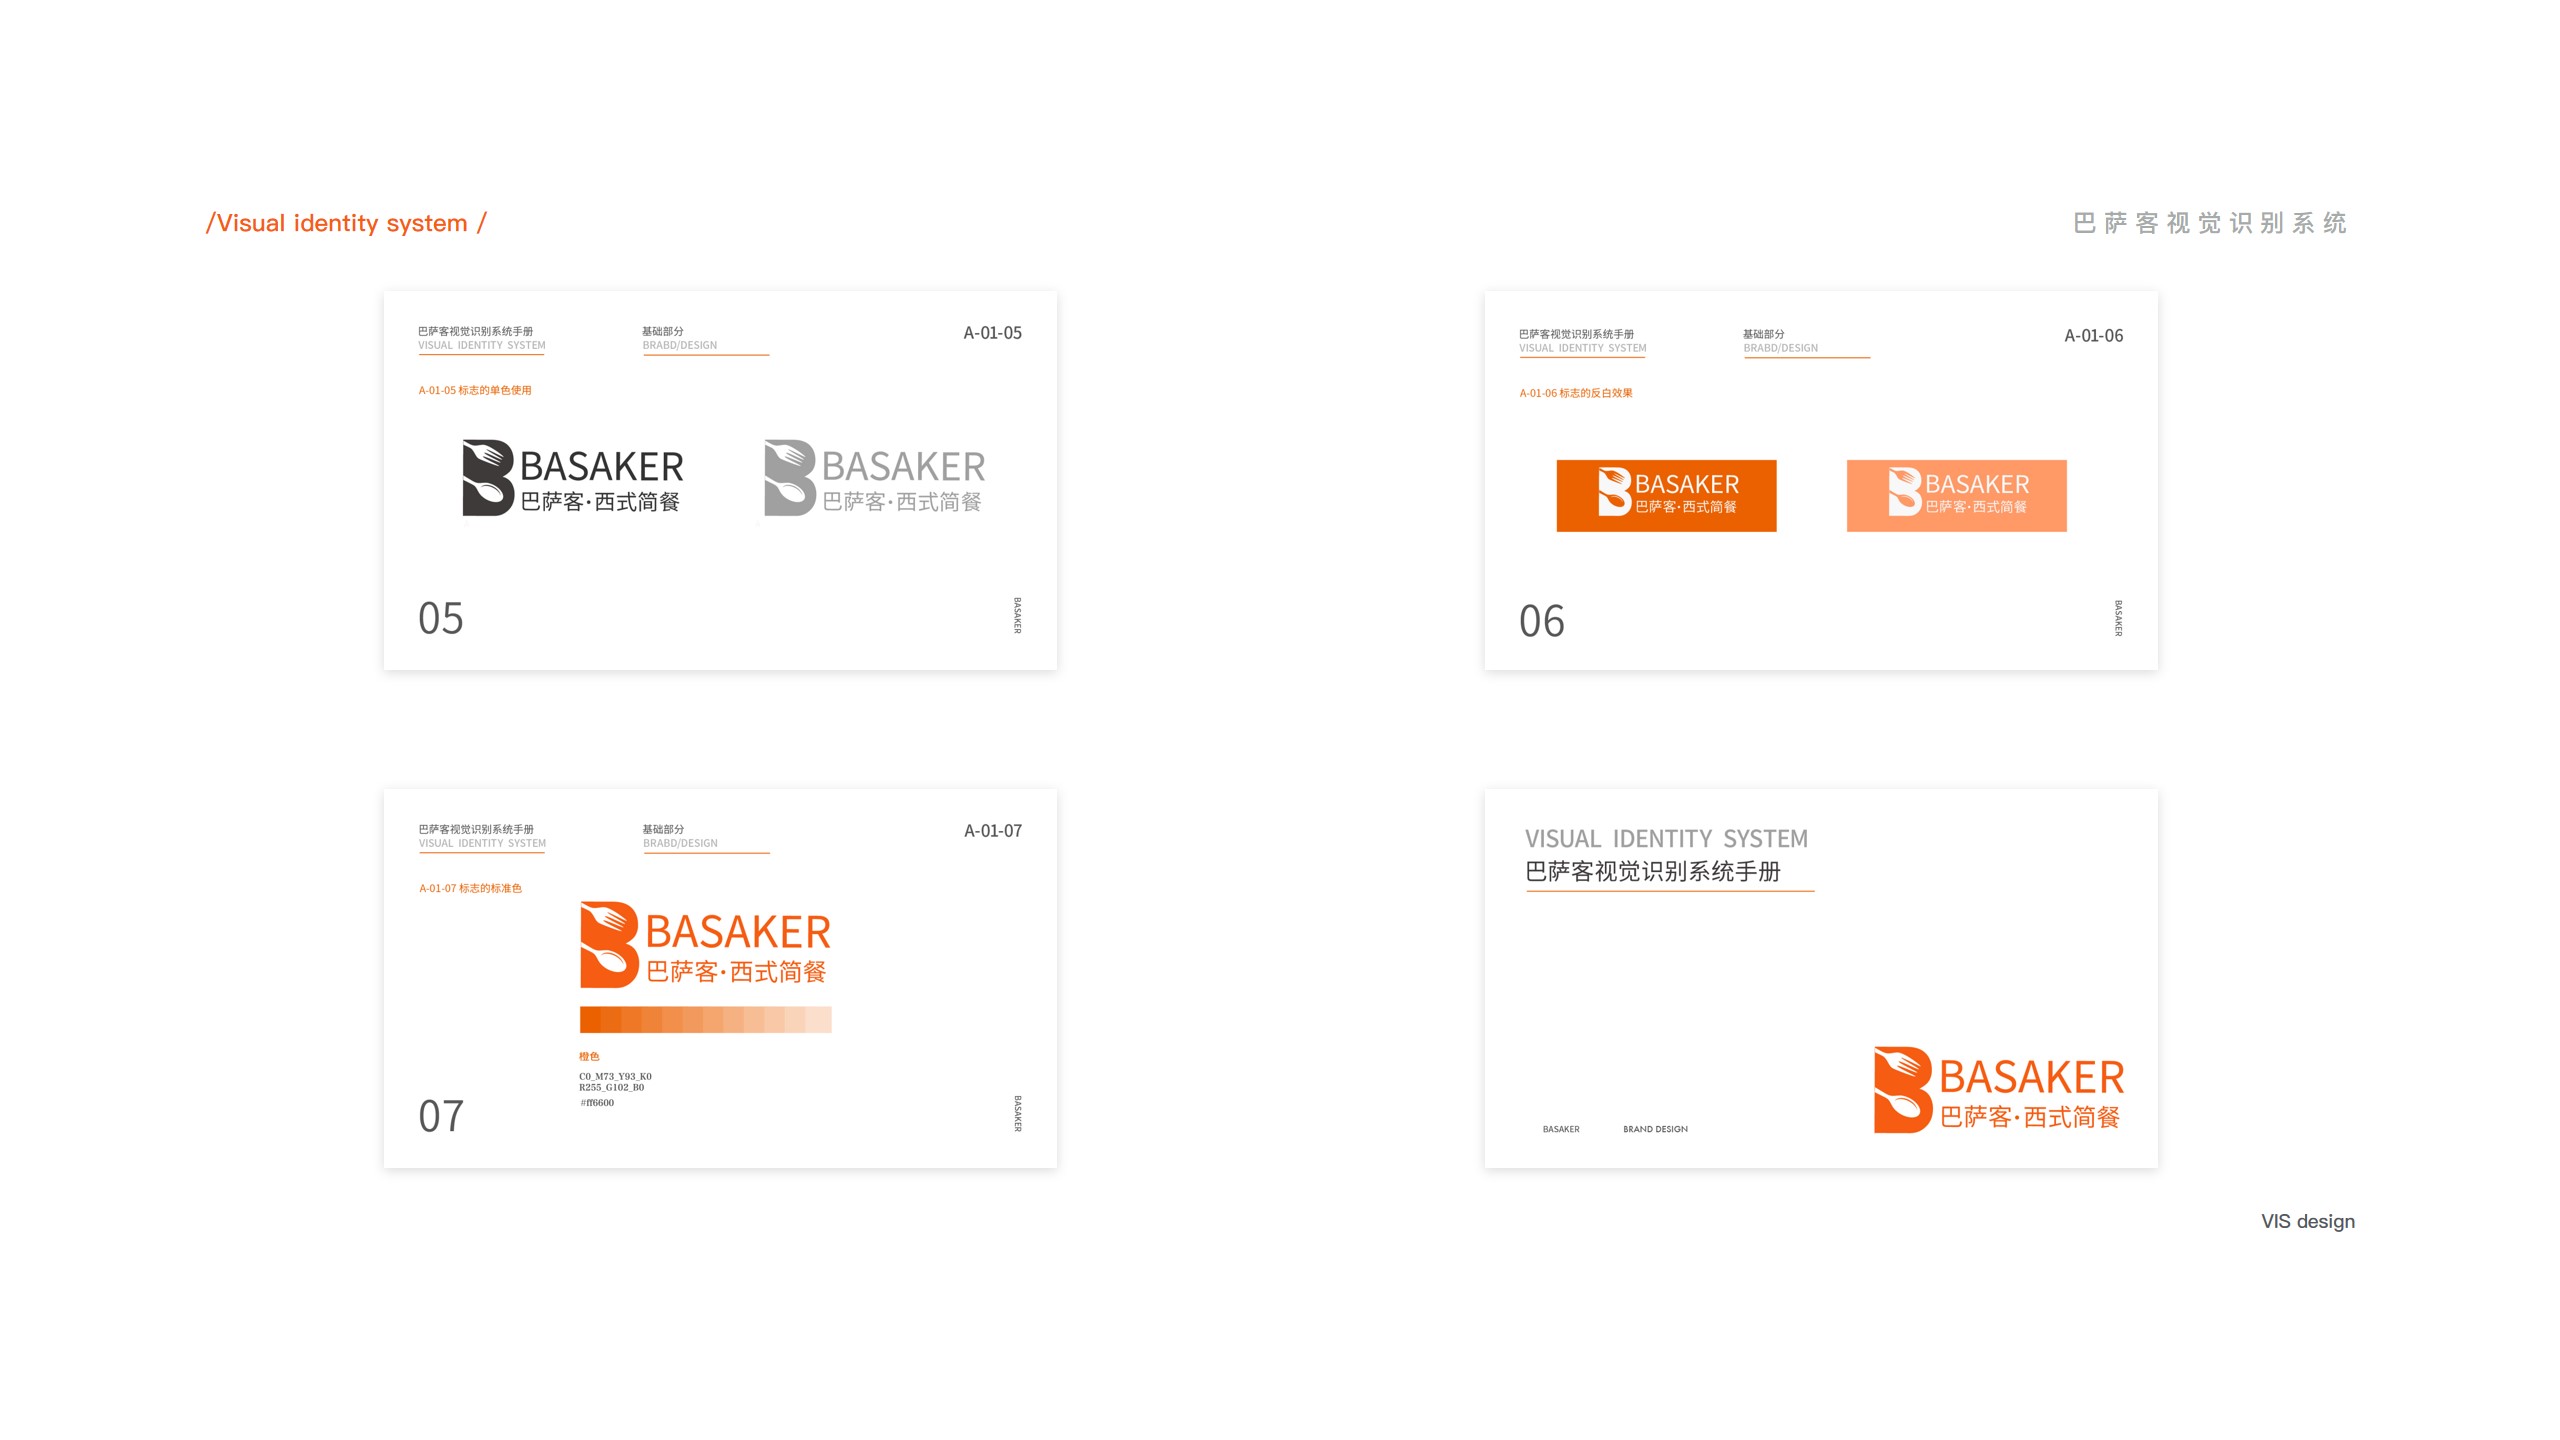 /Visual identity system /
巴萨客视觉识别系统
巴萨客视觉识别系统手册
VISUAL IDENTITY SYSTEM
基础部分
BRABD/DESIGN
A-01-05
A-01-05 标志的单色使用
BASAKER
巴萨客·西式简餐
BASAKER
巴萨客·西式简餐
05
BASAKER
巴萨客视觉识别系统手册
VISUAL IDENTITY SYSTEM
基础部分
BRABD/DESIGN
A-01-06
A-01-06 标志的反白效果
BASAKER
巴萨客·西式简餐
BASAKER
巴萨客·西式简餐
06
BASAKER
巴萨客视觉识别系统手册
VISUAL IDENTITY SYSTEM
基础部分
BRABD/DESIGN
A-01-07
A-01-07 标志的标准色
BASAKER
巴萨客·西式简餐
橙色
C0_M73_Y93_K0
R255_G102_B0
#ff6600
07
BASAKER
VISUAL IDENTITY SYSTEM
巴萨客视觉识别系统手册
BASAKER
巴萨客·西式简餐
BASAKER
BRAND DESIGN
VIS design